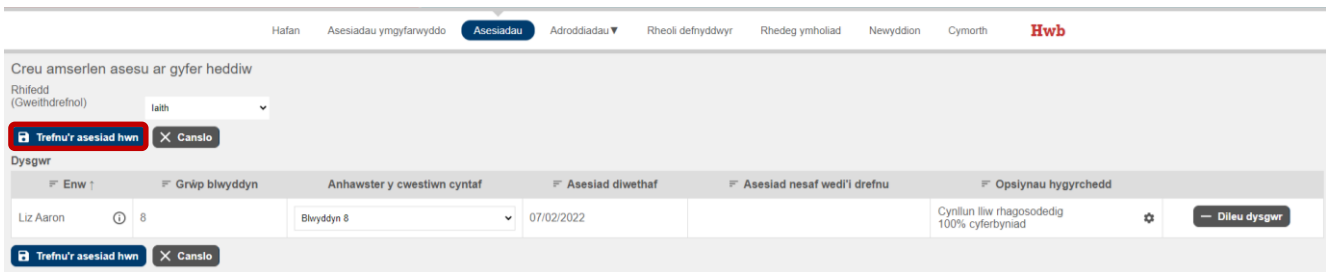 Hafan Asesiadau ymgyfarwyddo Asesiadau Adroddiadau▼ Rheoli defnyddwyr Rhedeg ymholiad Newyddion Cymorth Hwb
Creu amserlen asesu ar gyfer heddiw
Rhifedd
(Gweithdrefnol)
Iaith
Trefnu'r asesiad hwn Canslo
Dysgwr
Enw ↑ Grŵp blwyddyn Anhawster y cwestiwn cyntaf Asesiad diwethaf Asesiad nesaf wedi'i drefnu Opsiynau hygyrchedd
Liz Aaron 8 Blwyddyn 8 07/02/2022 Cynllun lliw rhagosodedig
100% cyferbyniad
Dileu dysgwr
Trefnu'r asesiad hwn Canslo